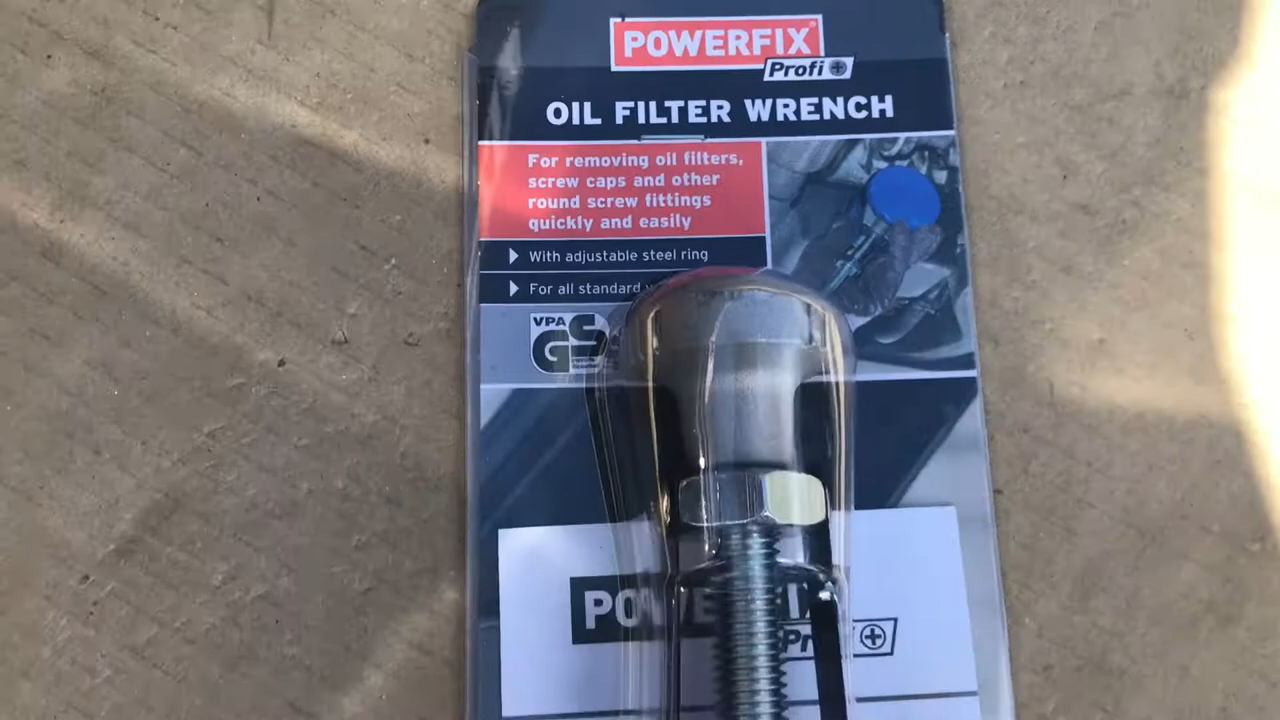 POWERFIX
Profi
OIL FILTER WRENCH
For removing oil filters,
screw caps and other
round screw fittings
quickly and easily
With adjustable steel ring
For all standard
VPA
GS
POWERFIX
Profi